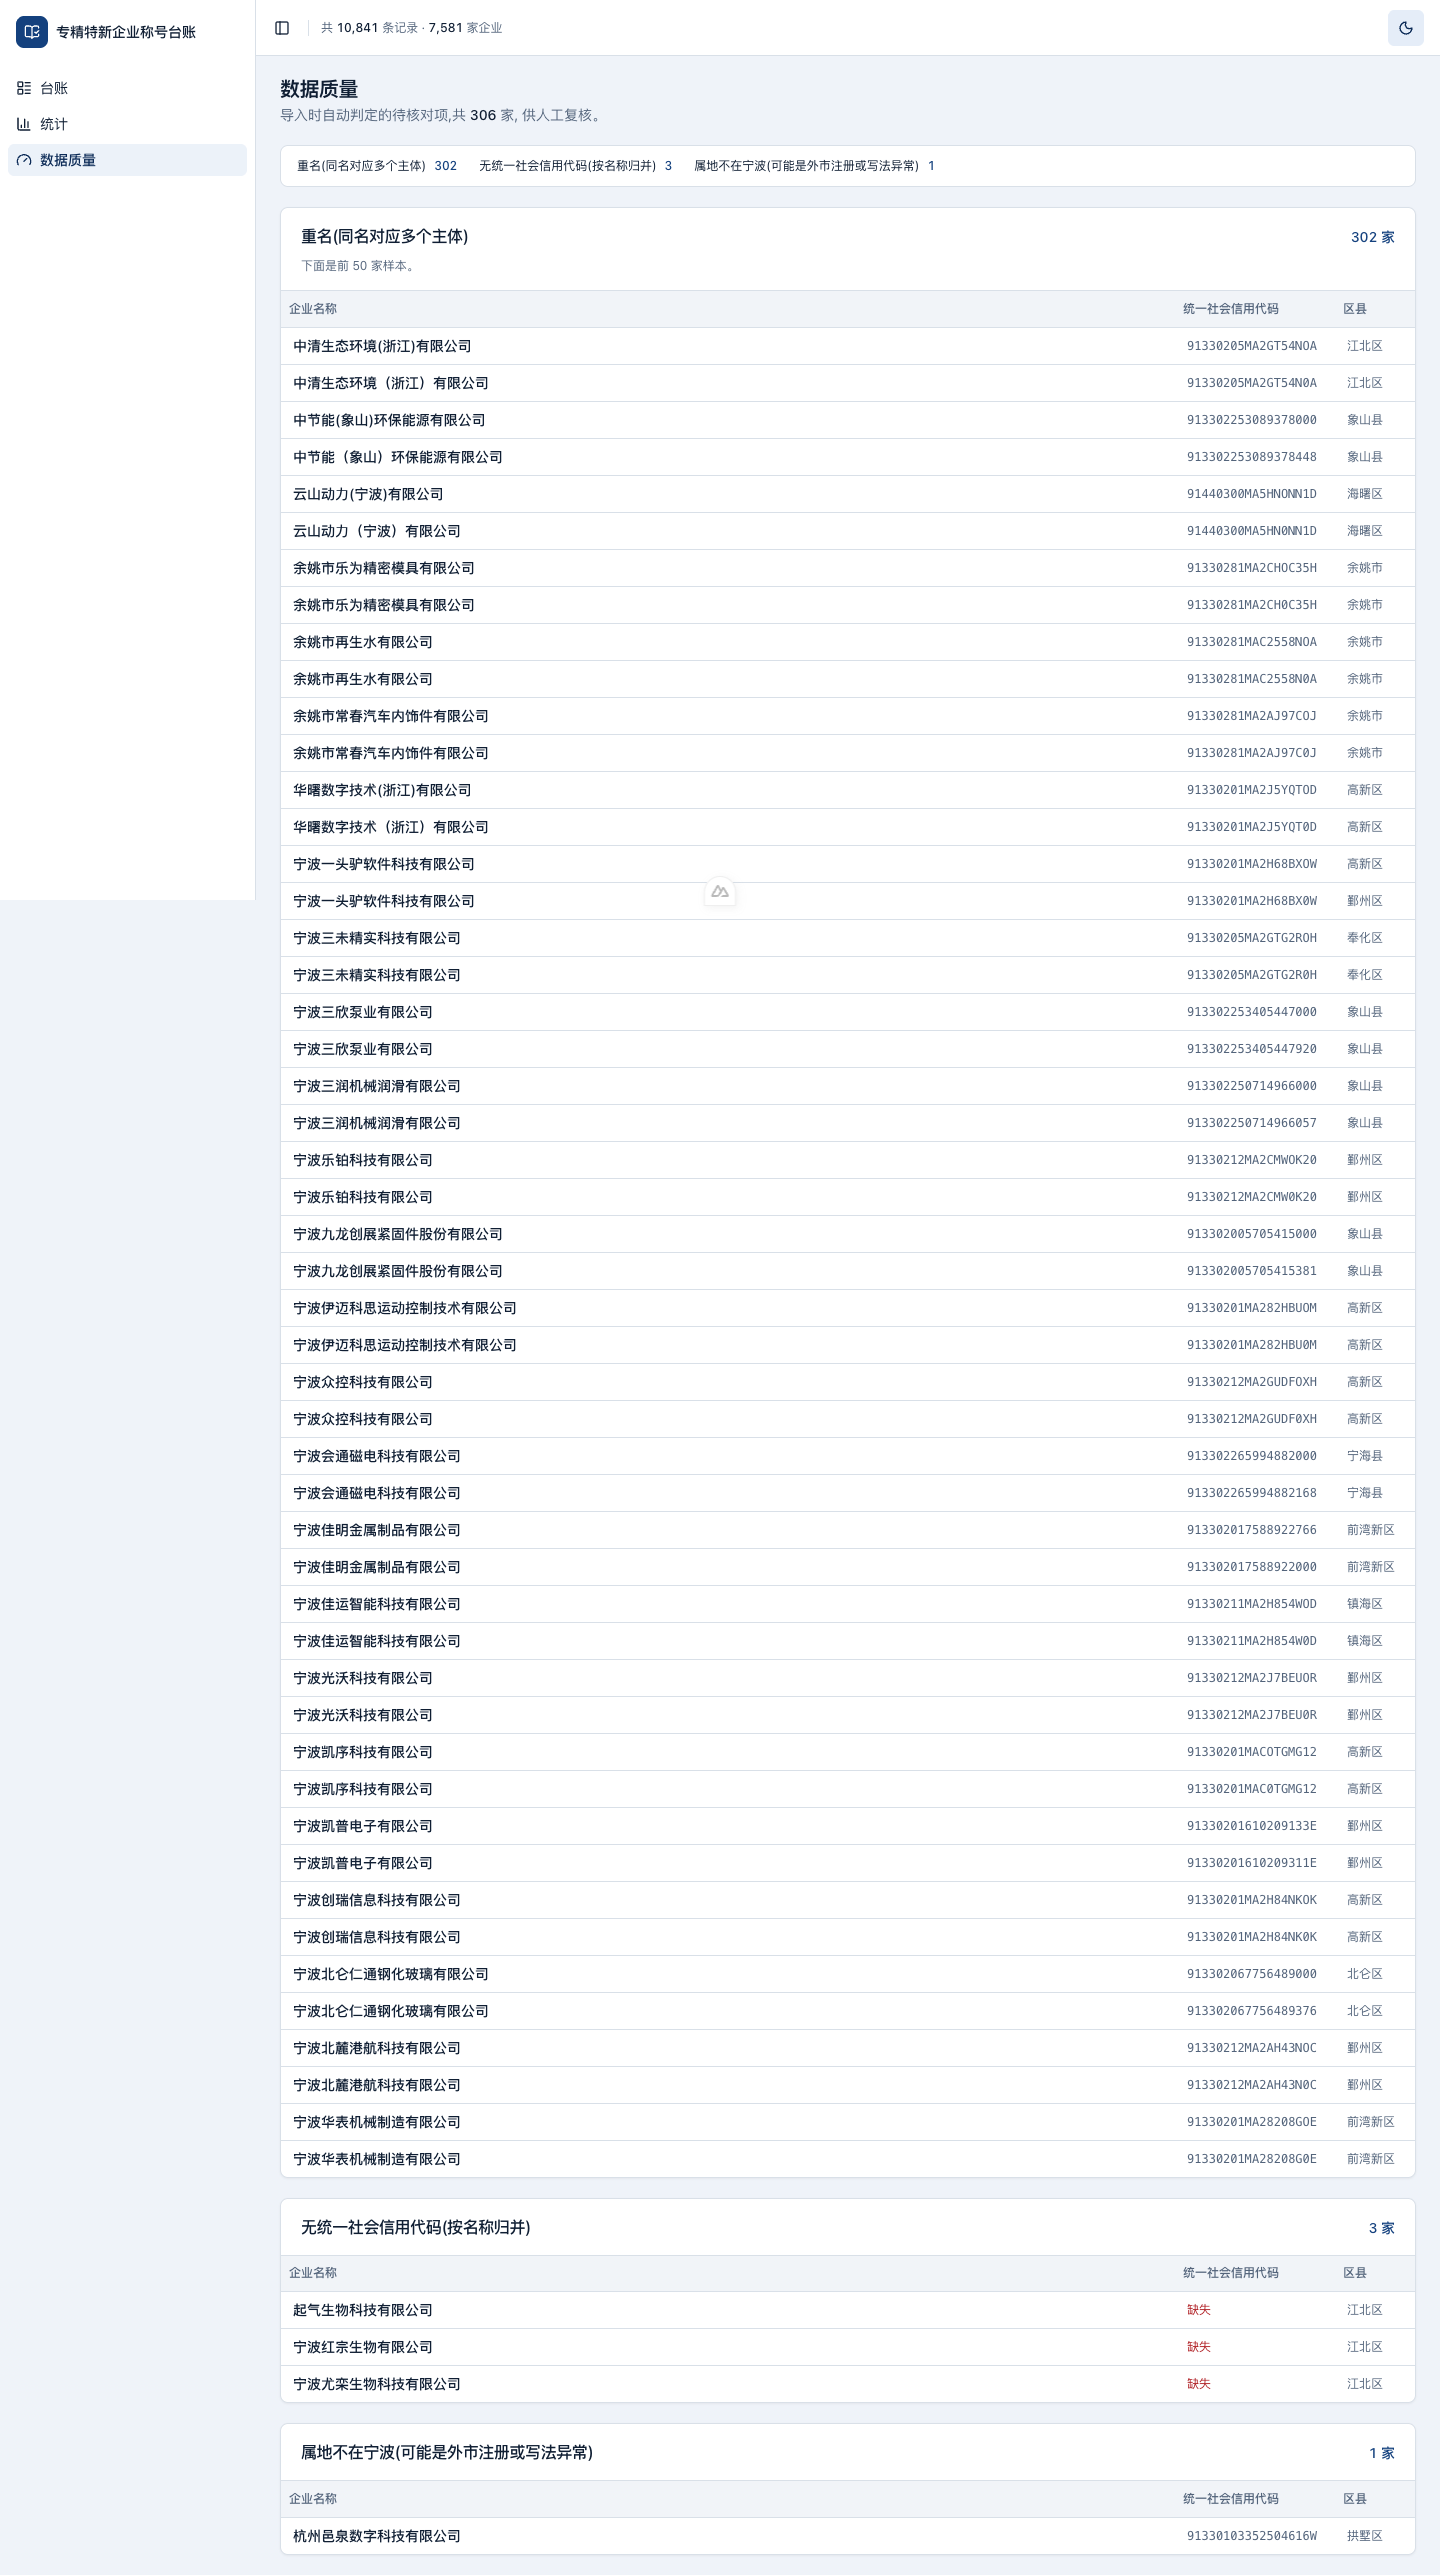 专精特新企业称号台账
台账
统计
数据质量
共 10,841 条记录 · 7,581 家企业
数据质量
导入时自动判定的待核对项,共 306 家, 供人工复核。
重名(同名对应多个主体) 302 无统一社会信用代码(按名称归并) 3 属地不在宁波(可能是外市注册或写法异常) 1
重名(同名对应多个主体) 302 家
下面是前 50 家样本。
企业名称 统一社会信用代码 区县
中清生态环境(浙江)有限公司 91330205MA2GT54NOA 江北区
中清生态环境（浙江）有限公司 91330205MA2GT54N0A 江北区
中节能(象山)环保能源有限公司 913302253089378000 象山县
中节能（象山）环保能源有限公司 913302253089378448 象山县
云山动力(宁波)有限公司 91440300MA5HNONN1D 海曙区
云山动力（宁波）有限公司 91440300MA5HN0NN1D 海曙区
余姚市乐为精密模具有限公司 91330281MA2CHOC35H 余姚市
余姚市乐为精密模具有限公司 91330281MA2CH0C35H 余姚市
余姚市再生水有限公司 91330281MAC2558NOA 余姚市
余姚市再生水有限公司 91330281MAC2558N0A 余姚市
余姚市常春汽车内饰件有限公司 91330281MA2AJ97COJ 余姚市
余姚市常春汽车内饰件有限公司 91330281MA2AJ97C0J 余姚市
华曙数字技术(浙江)有限公司 91330201MA2J5YQTOD 高新区
华曙数字技术（浙江）有限公司 91330201MA2J5YQT0D 高新区
宁波一头驴软件科技有限公司 91330201MA2H68BXOW 高新区
宁波一头驴软件科技有限公司 91330201MA2H68BX0W 鄞州区
宁波三未精实科技有限公司 91330205MA2GTG2ROH 奉化区
宁波三未精实科技有限公司 91330205MA2GTG2R0H 奉化区
宁波三欣泵业有限公司 913302253405447000 象山县
宁波三欣泵业有限公司 913302253405447920 象山县
宁波三润机械润滑有限公司 913302250714966000 象山县
宁波三润机械润滑有限公司 913302250714966057 象山县
宁波乐铂科技有限公司 91330212MA2CMWOK20 鄞州区
宁波乐铂科技有限公司 91330212MA2CMW0K20 鄞州区
宁波九龙创展紧固件股份有限公司 913302005705415000 象山县
宁波九龙创展紧固件股份有限公司 913302005705415381 象山县
宁波伊迈科思运动控制技术有限公司 91330201MA282HBUOM 高新区
宁波伊迈科思运动控制技术有限公司 91330201MA282HBU0M 高新区
宁波众控科技有限公司 91330212MA2GUDFOXH 高新区
宁波众控科技有限公司 91330212MA2GUDF0XH 高新区
宁波会通磁电科技有限公司 913302265994882000 宁海县
宁波会通磁电科技有限公司 913302265994882168 宁海县
宁波佳明金属制品有限公司 913302017588922766 前湾新区
宁波佳明金属制品有限公司 913302017588922000 前湾新区
宁波佳运智能科技有限公司 91330211MA2H854WOD 镇海区
宁波佳运智能科技有限公司 91330211MA2H854W0D 镇海区
宁波光沃科技有限公司 91330212MA2J7BEUOR 鄞州区
宁波光沃科技有限公司 91330212MA2J7BEU0R 鄞州区
宁波凯序科技有限公司 91330201MACOTGMG12 高新区
宁波凯序科技有限公司 91330201MAC0TGMG12 高新区
宁波凯普电子有限公司 91330201610209133E 鄞州区
宁波凯普电子有限公司 91330201610209311E 鄞州区
宁波创瑞信息科技有限公司 91330201MA2H84NKOK 高新区
宁波创瑞信息科技有限公司 91330201MA2H84NK0K 高新区
宁波北仑仁通钢化玻璃有限公司 913302067756489000 北仑区
宁波北仑仁通钢化玻璃有限公司 913302067756489376 北仑区
宁波北麓港航科技有限公司 91330212MA2AH43NOC 鄞州区
宁波北麓港航科技有限公司 91330212MA2AH43N0C 鄞州区
宁波华表机械制造有限公司 91330201MA28208GOE 前湾新区
宁波华表机械制造有限公司 91330201MA28208G0E 前湾新区
无统一社会信用代码(按名称归并) 3 家
企业名称 统一社会信用代码 区县
起气生物科技有限公司 缺失 江北区
宁波红宗生物有限公司 缺失 江北区
宁波尤栾生物科技有限公司 缺失 江北区
属地不在宁波(可能是外市注册或写法异常) 1 家
企业名称 统一社会信用代码 区县
杭州邑泉数字科技有限公司 91330103352504616W 拱墅区